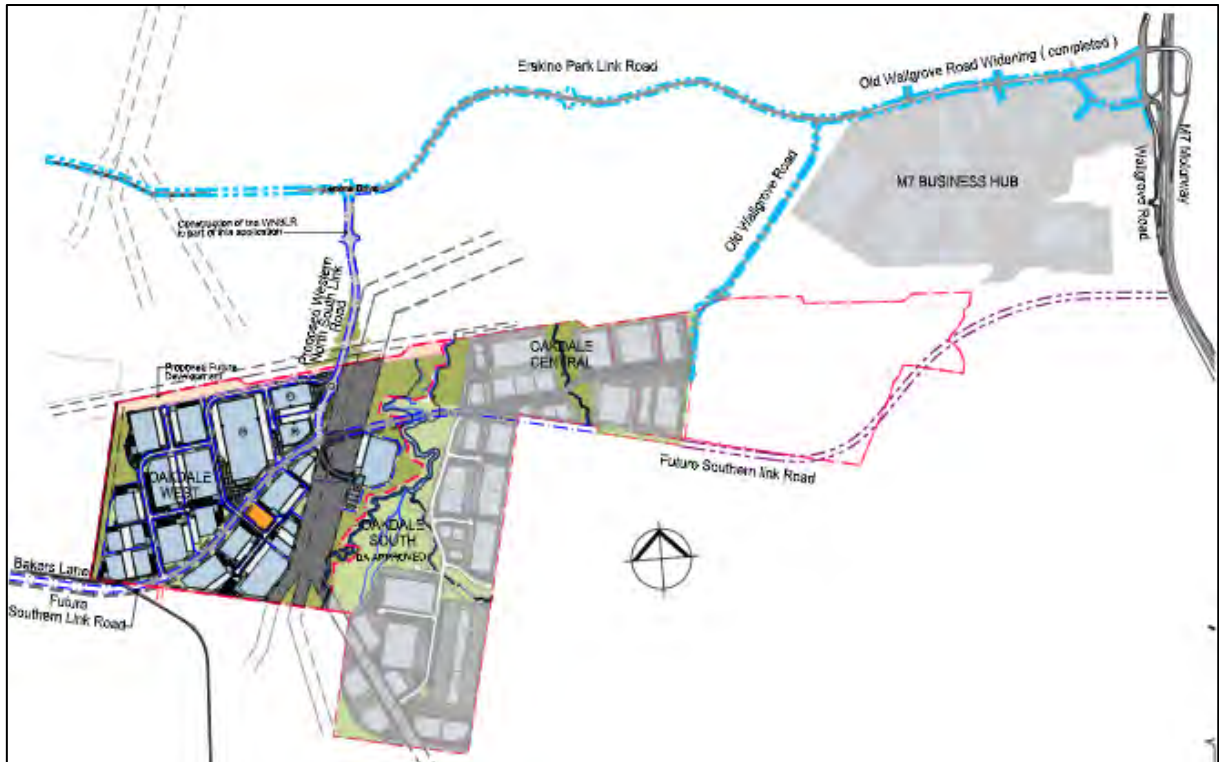 Erskine Park Link Road
Old Wallgrove Road Widening ( completed )
M7 Motorway
Wallgrove Road
M7 BUSINESS HUB
Old Wallgrove Road
Lenore Drive
Construction of the WNSLR
is part of this application
Proposed Western
North South Link
Road
Proposed Future
Development
OAKDALE
CENTRAL
OAKDALE
WEST
OAKDALE
SOUTH
DA APPROVED
Future Southern link Road
Bakers Lane
Future
Southern Link Road